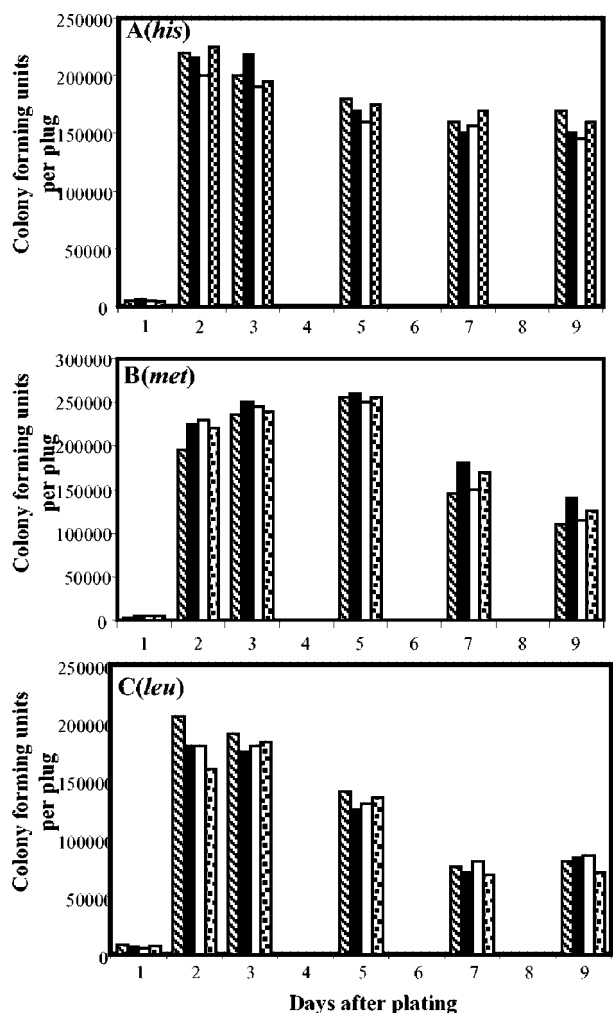 A(his)
Colony forming units
per plug
250000
200000
150000
100000
50000
0
1 2 3 4 5 6 7 8 9
B(met)
Colony forming units
per plug
300000
250000
200000
150000
100000
50000
0
1 2 3 4 5 6 7 8 9
C(leu)
Colony forming units
per plug
250000
200000
150000
100000
50000
0
1 2 3 4 5 6 7 8 9
Days after plating